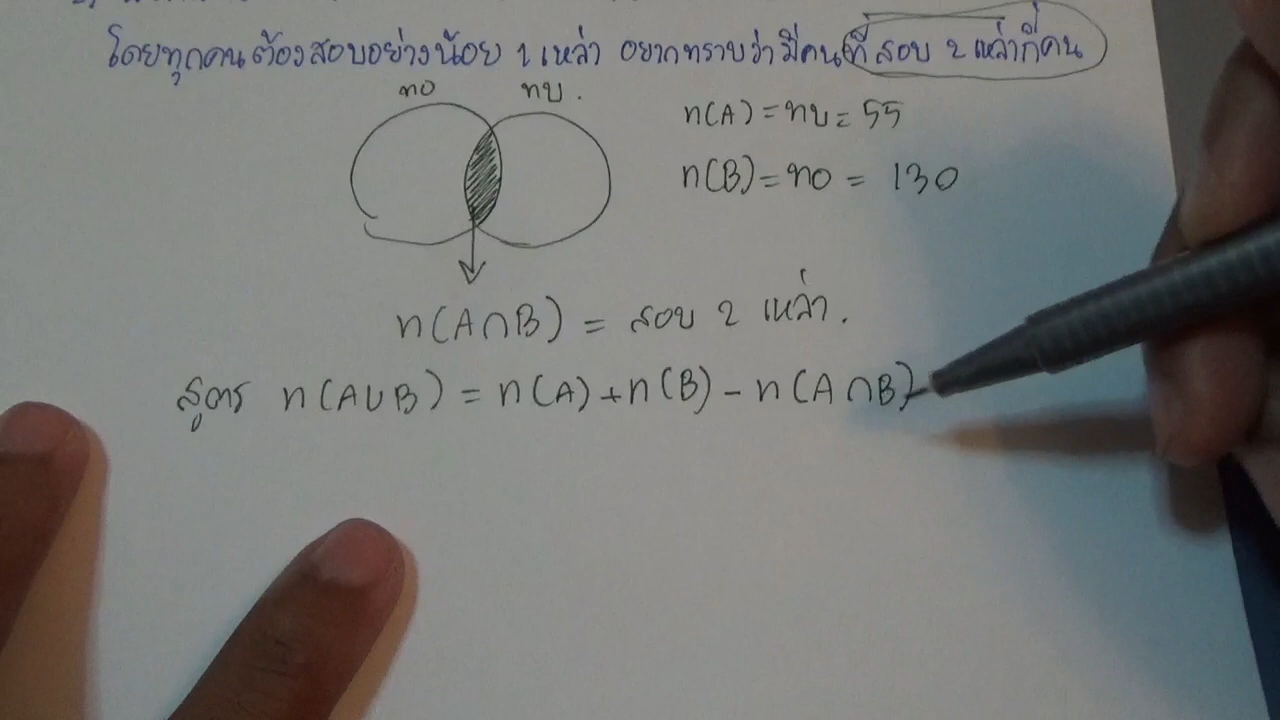 โดยทุกคนต้องสอบอย่างน้อย 1 เหล่า อยากทราบว่ามีคนที่สอบ 2 เหล่ากี่คน
ทอ ทบ.
n(A) = ทบ = 55
n(B) = ทอ = 130
n(A∩B) = สอบ 2 เหล่า.
สูตร n(A∪B) = n(A)+n(B)-n(A∩B)